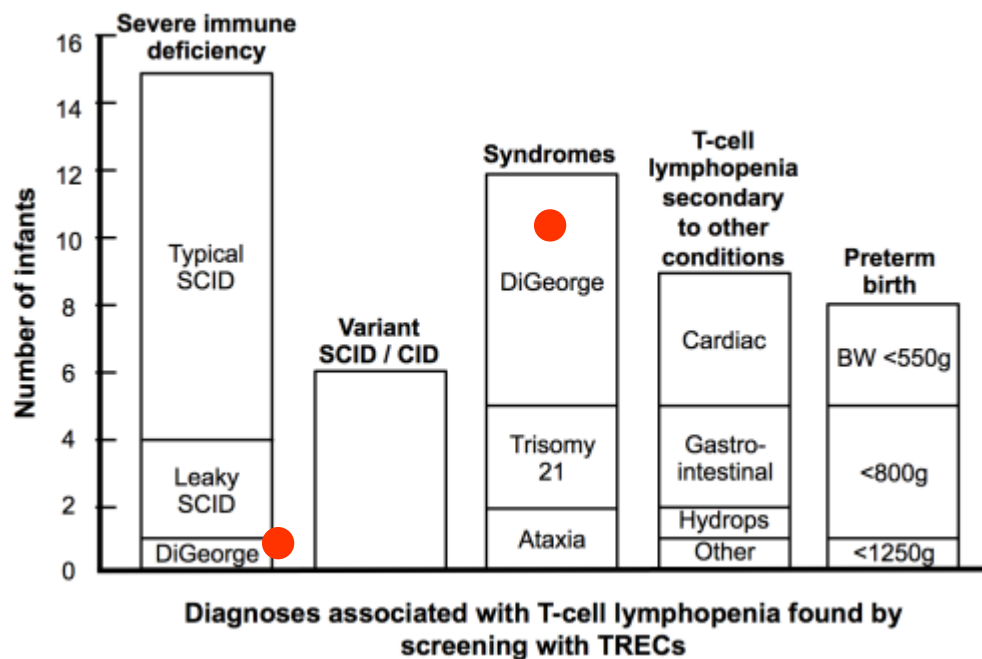 Severe immune
deficiency
16
14
12
10
8
6
4
2
0
Number of infants
Typical
SCID
Leaky
SCID
DiGeorge
Variant
SCID / CID
Syndromes
DiGeorge
Trisomy
21
Ataxia
T-cell
lymphopenia
secondary
to other
conditions
Cardiac
Gastro-
intestinal
Hydrops
Other
Preterm
birth
BW <550g
<800g
<1250g
Diagnoses associated with T-cell lymphopenia found by
screening with TRECs